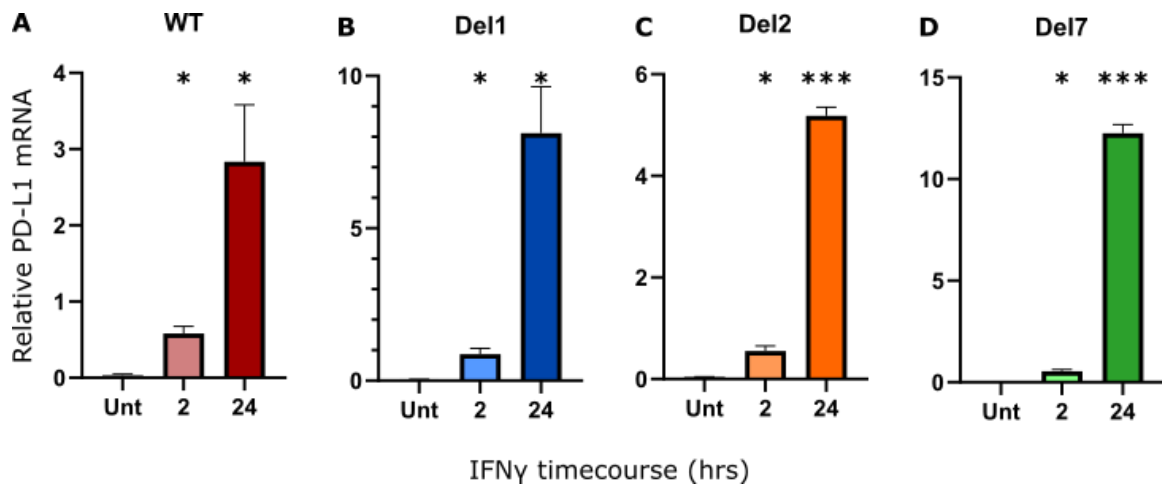 A WT
B Del1
C Del2
D Del7
Relative PD-L1 mRNA
4
3
2
1
0
* *
Unt 2 24
10
5
0
* *
Unt 2 24
6
4
2
0
* ***
Unt 2 24
15
10
5
0
* ***
Unt 2 24
IFNγ timecourse (hrs)